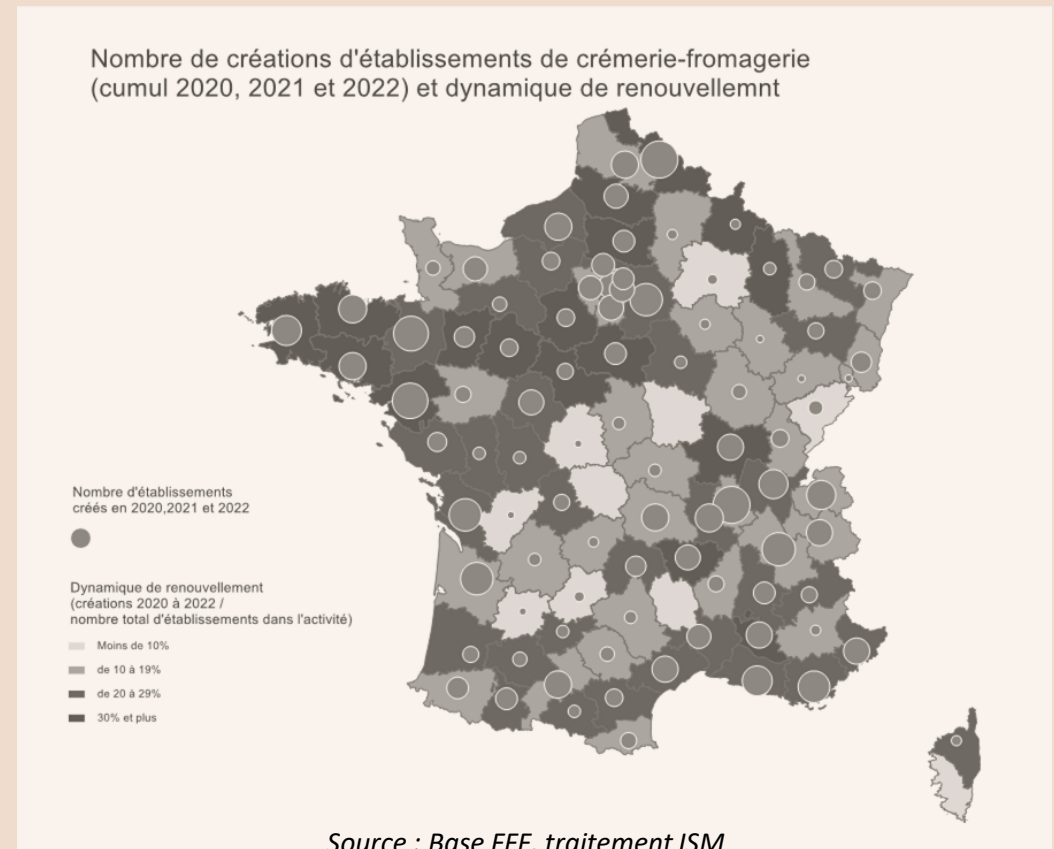 Nombre de créations d'établissements de crémerie-fromagerie
(cumul 2020, 2021 et 2022) et dynamique de renouvellemnt
Nombre d'établissements
créés en 2020,2021 et 2022
Dynamique de renouvellement
(créations 2020 à 2022 /
nombre total d'établissements dans l'activité)
Moins de 10%
de 10 à 19%
de 20 à 29%
30% et plus
Source : Base FFE, traitement ISM